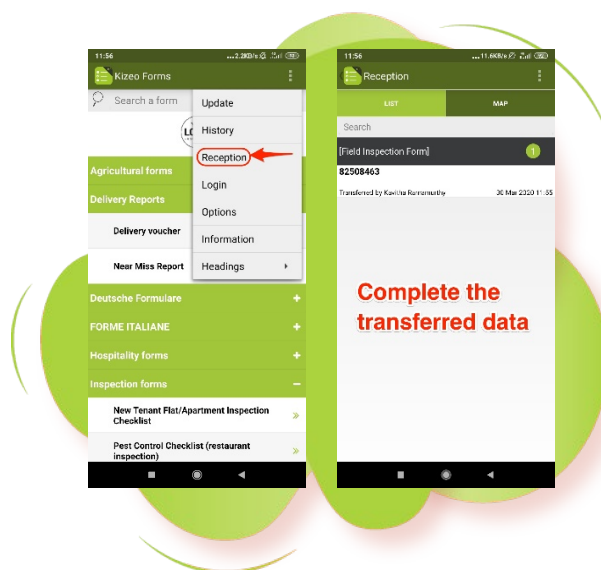 11:56
Kizeo Forms
Search a form
Update
History
Reception
Login
Options
Information
Headings
Agricultural forms
Delivery Reports
Delivery voucher
Near Miss Report
Deutsche Formulare
FORME ITALIANE
Hospitality forms
Inspection forms
New Tenant Flat/Apartment Inspection
Checklist
Pest Control Checklist (restaurant
inspection)
11:56
Reception
LIST
MAP
Search
[Field Inspection Form]
1
82508463
Transferred by Kavitha Ramamurthy
30 Mar 2020 11:55
Complete the
transferred data